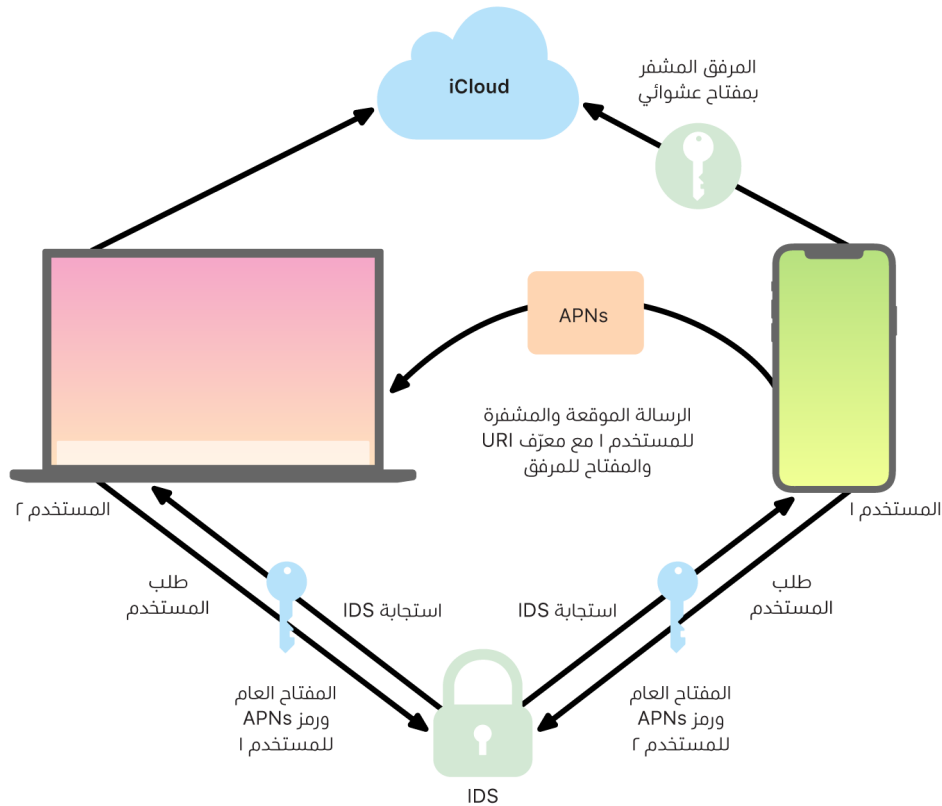 المرفق المشفر
بمفتاح عشوائي
iCloud
APNs
الرسالة الموقعة والمشفرة
للمستخدم ١ مع معرّف URI
والمفتاح للمرفق
المستخدم ١
المستخدم ٢
طلب
المستخدم
استجابة IDS
استجابة IDS
طلب
المستخدم
المفتاح العام
ورمز APNs
للمستخدم ٢
المفتاح العام
ورمز APNs
للمستخدم ١
IDS